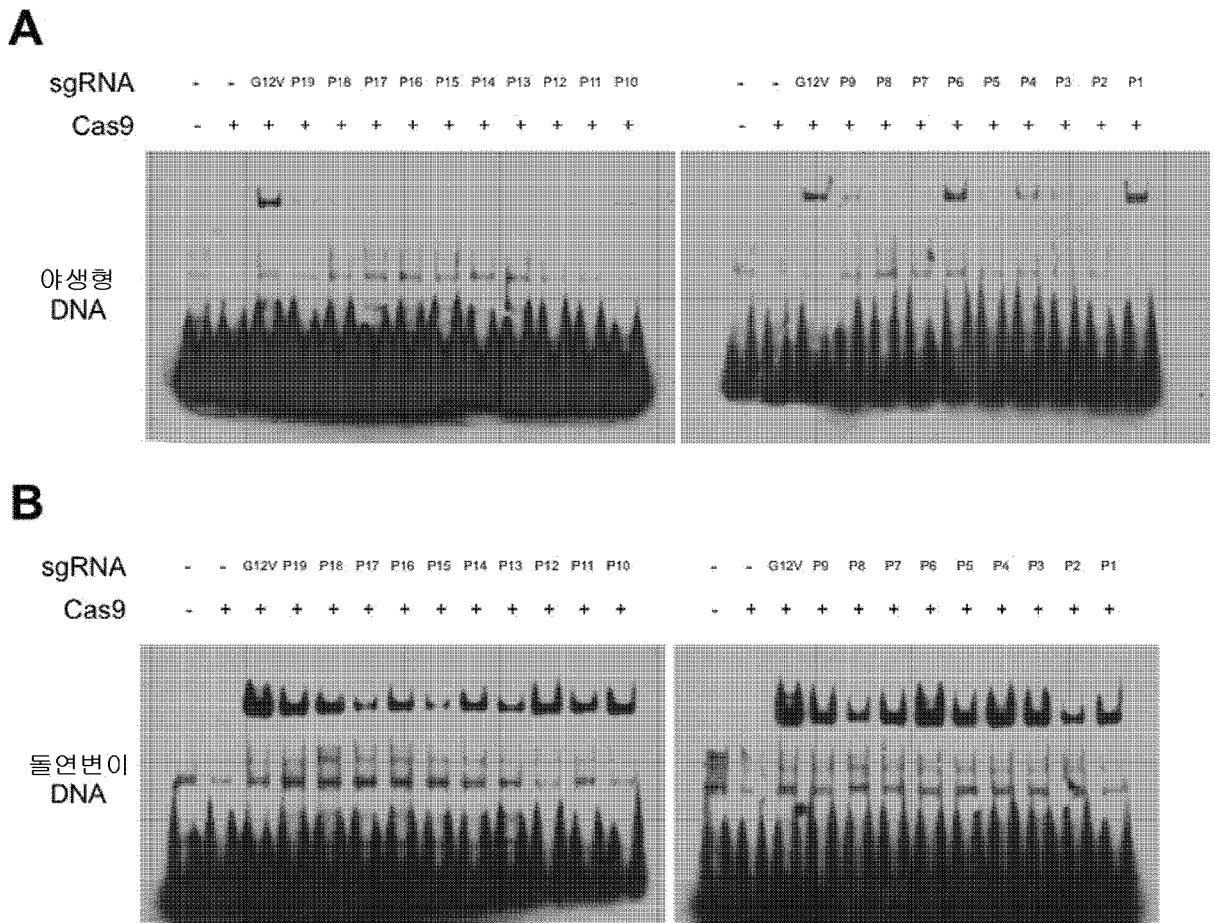 A
sgRNA - - G12V P19 P18 P17 P16 P15 P14 P13 P12 P11 P10 - - G12V P9 P8 P7 P6 P5 P4 P3 P2 P1
Cas9 - + + + + + + + + + + + + - + + + + + + + + + + +
야생형
DNA
B
sgRNA - - G12V P19 P18 P17 P16 P15 P14 P13 P12 P11 P10 - - G12V P9 P8 P7 P6 P5 P4 P3 P2 P1
Cas9 - + + + + + + + + + + + + - + + + + + + + + + + +
돌연변이
DNA